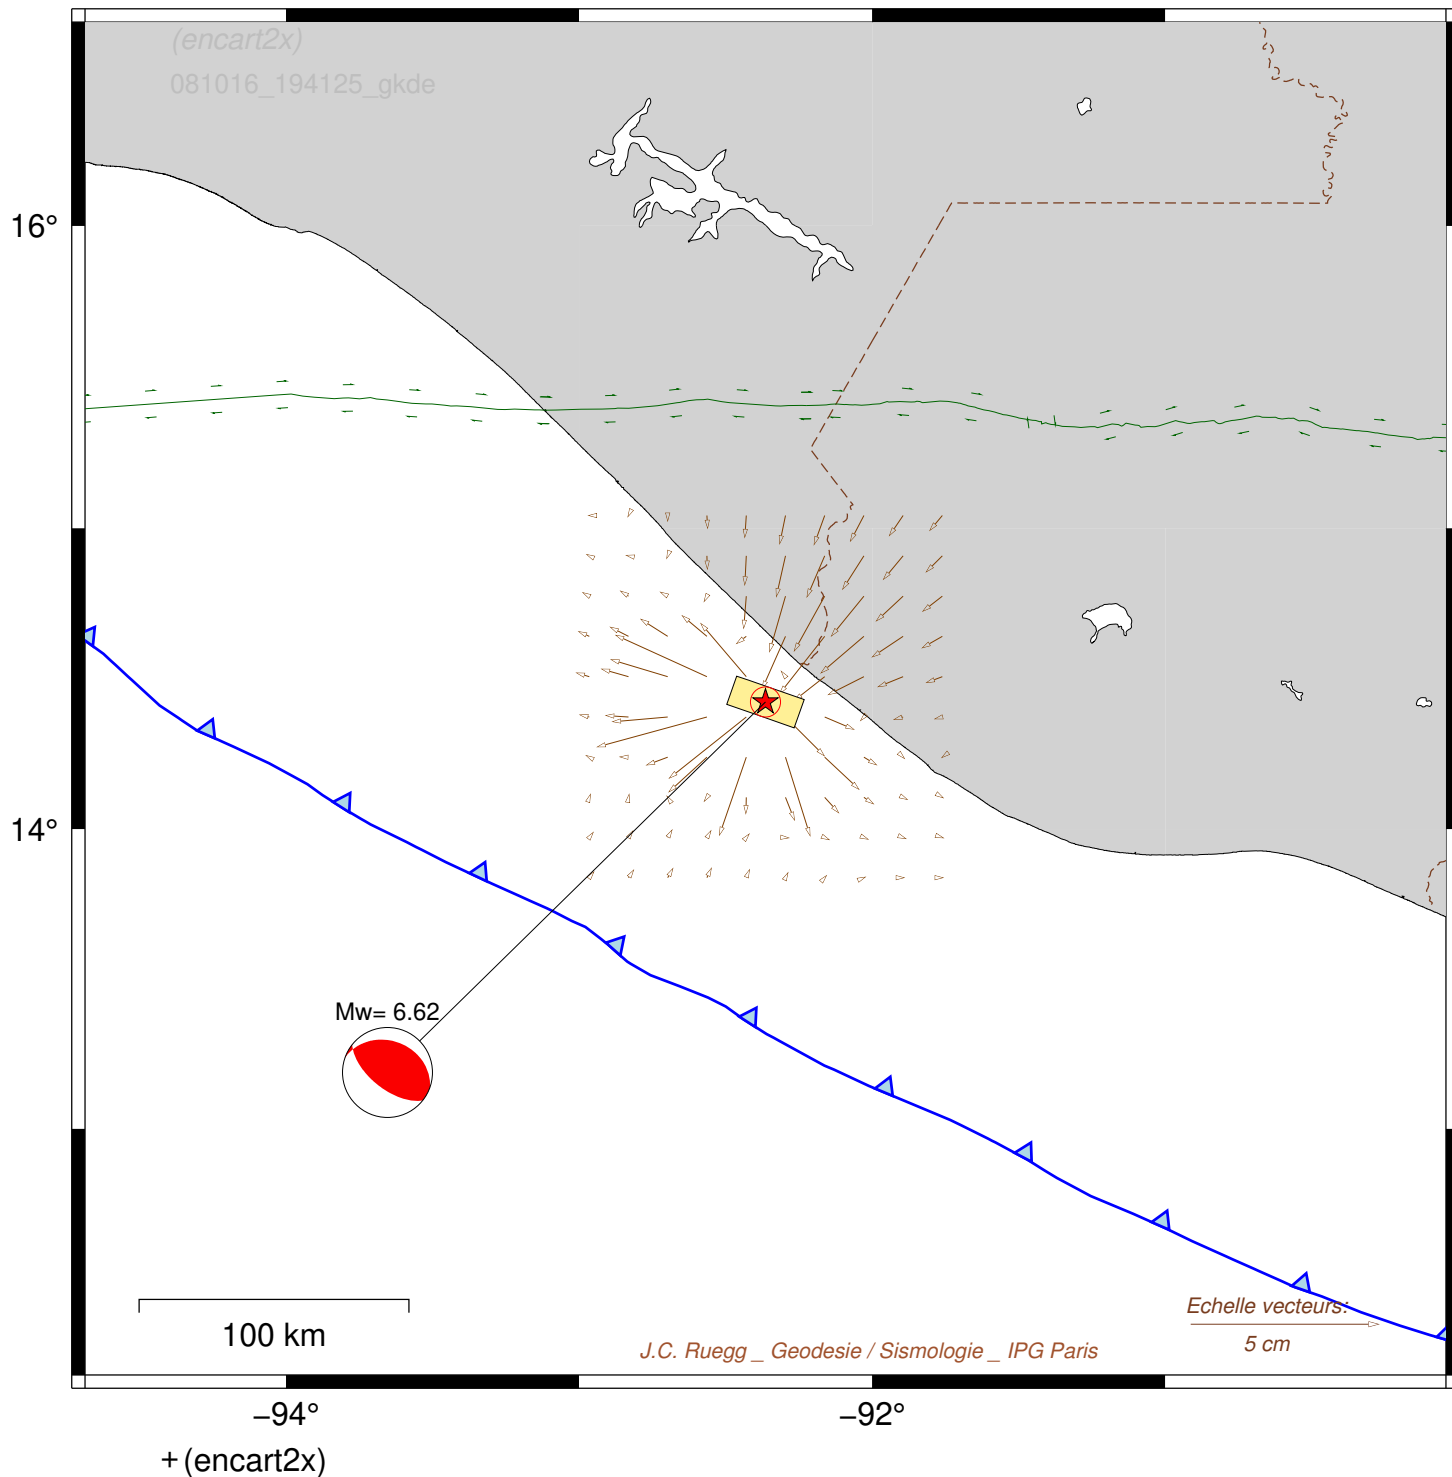 (encart2x)
081016_194125_gkde
16°
14°
Mw= 6.62
100 km
Echelle vecteurs:
5 cm
J.C. Ruegg _ Geodesie / Sismologie _ IPG Paris
−94°
−92°
+ (encart2x)